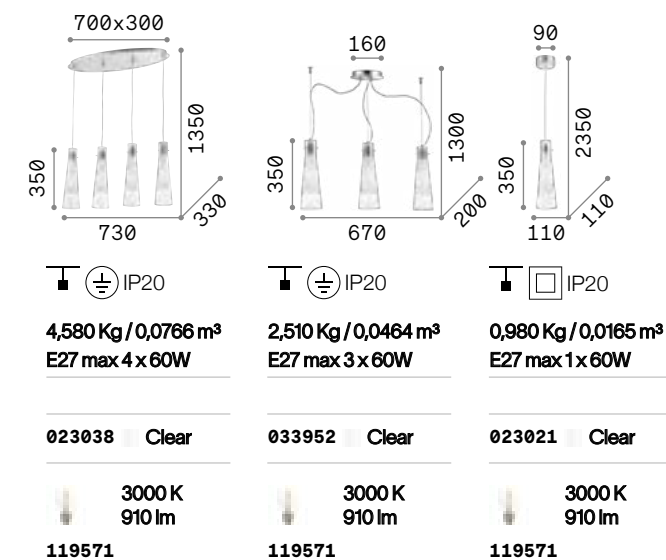 700x300
1350
350
330
730
160
1300
350
200
670
90
2350
350
110
110
IP20
4,580 Kg / 0,0766 m³
E27 max 4 x 60W
023038 Clear
3000 K
910 lm
119571
IP20
2,510 Kg / 0,0464 m³
E27 max 3 x 60W
033952 Clear
3000 K
910 lm
119571
IP20
0,980 Kg / 0,0165 m³
E27 max 1 x 60W
023021 Clear
3000 K
910 lm
119571